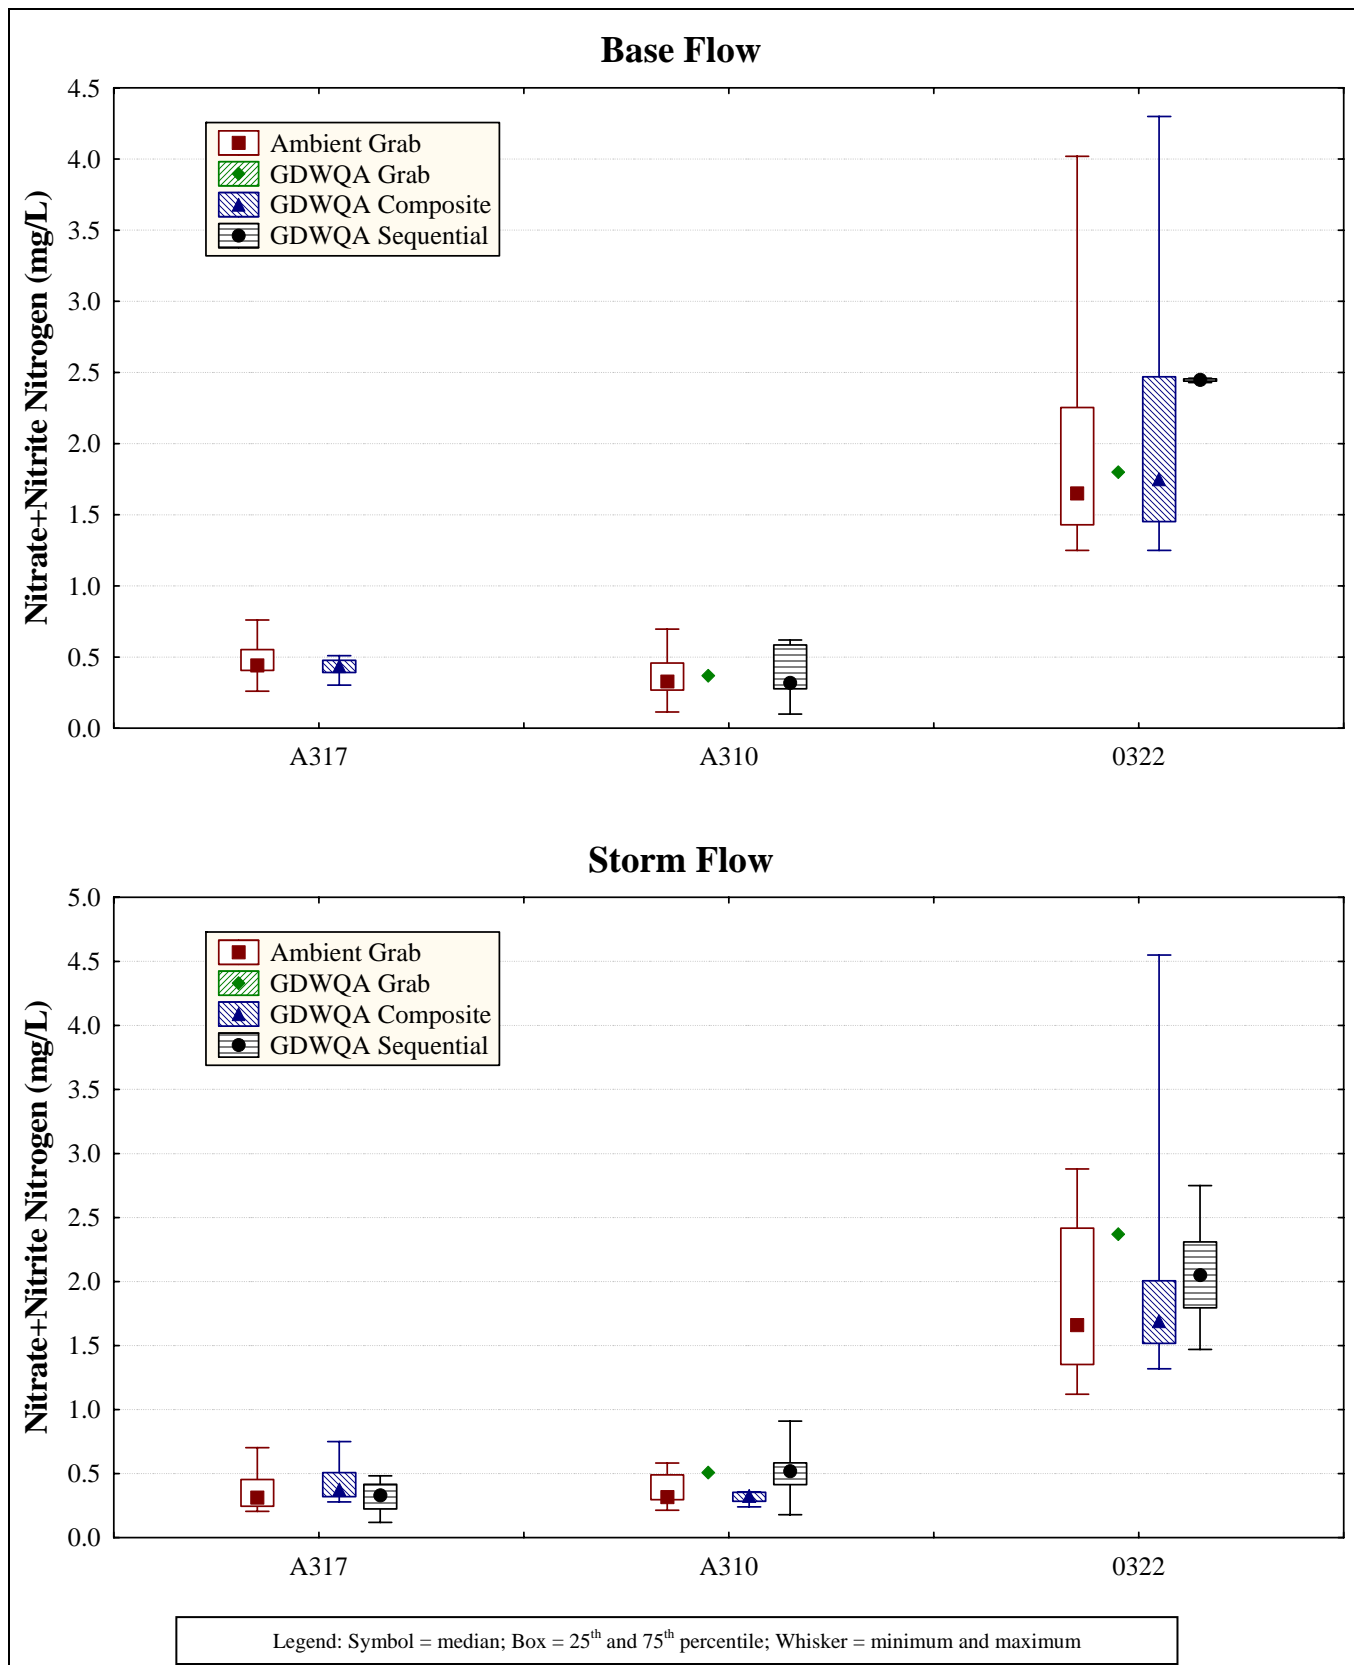 Base Flow
Nitrate+Nitrite Nitrogen (mg/L)
4.5
4.0
3.5
3.0
2.5
2.0
1.5
1.0
0.5
0.0
Ambient Grab
GDWQA Grab
GDWQA Composite
GDWQA Sequential
A317 A310 0322
Storm Flow
Nitrate+Nitrite Nitrogen (mg/L)
5.0
4.5
4.0
3.5
3.0
2.5
2.0
1.5
1.0
0.5
0.0
Ambient Grab
GDWQA Grab
GDWQA Composite
GDWQA Sequential
A317 A310 0322
Legend: Symbol = median; Box = 25th and 75th percentile; Whisker = minimum and maximum